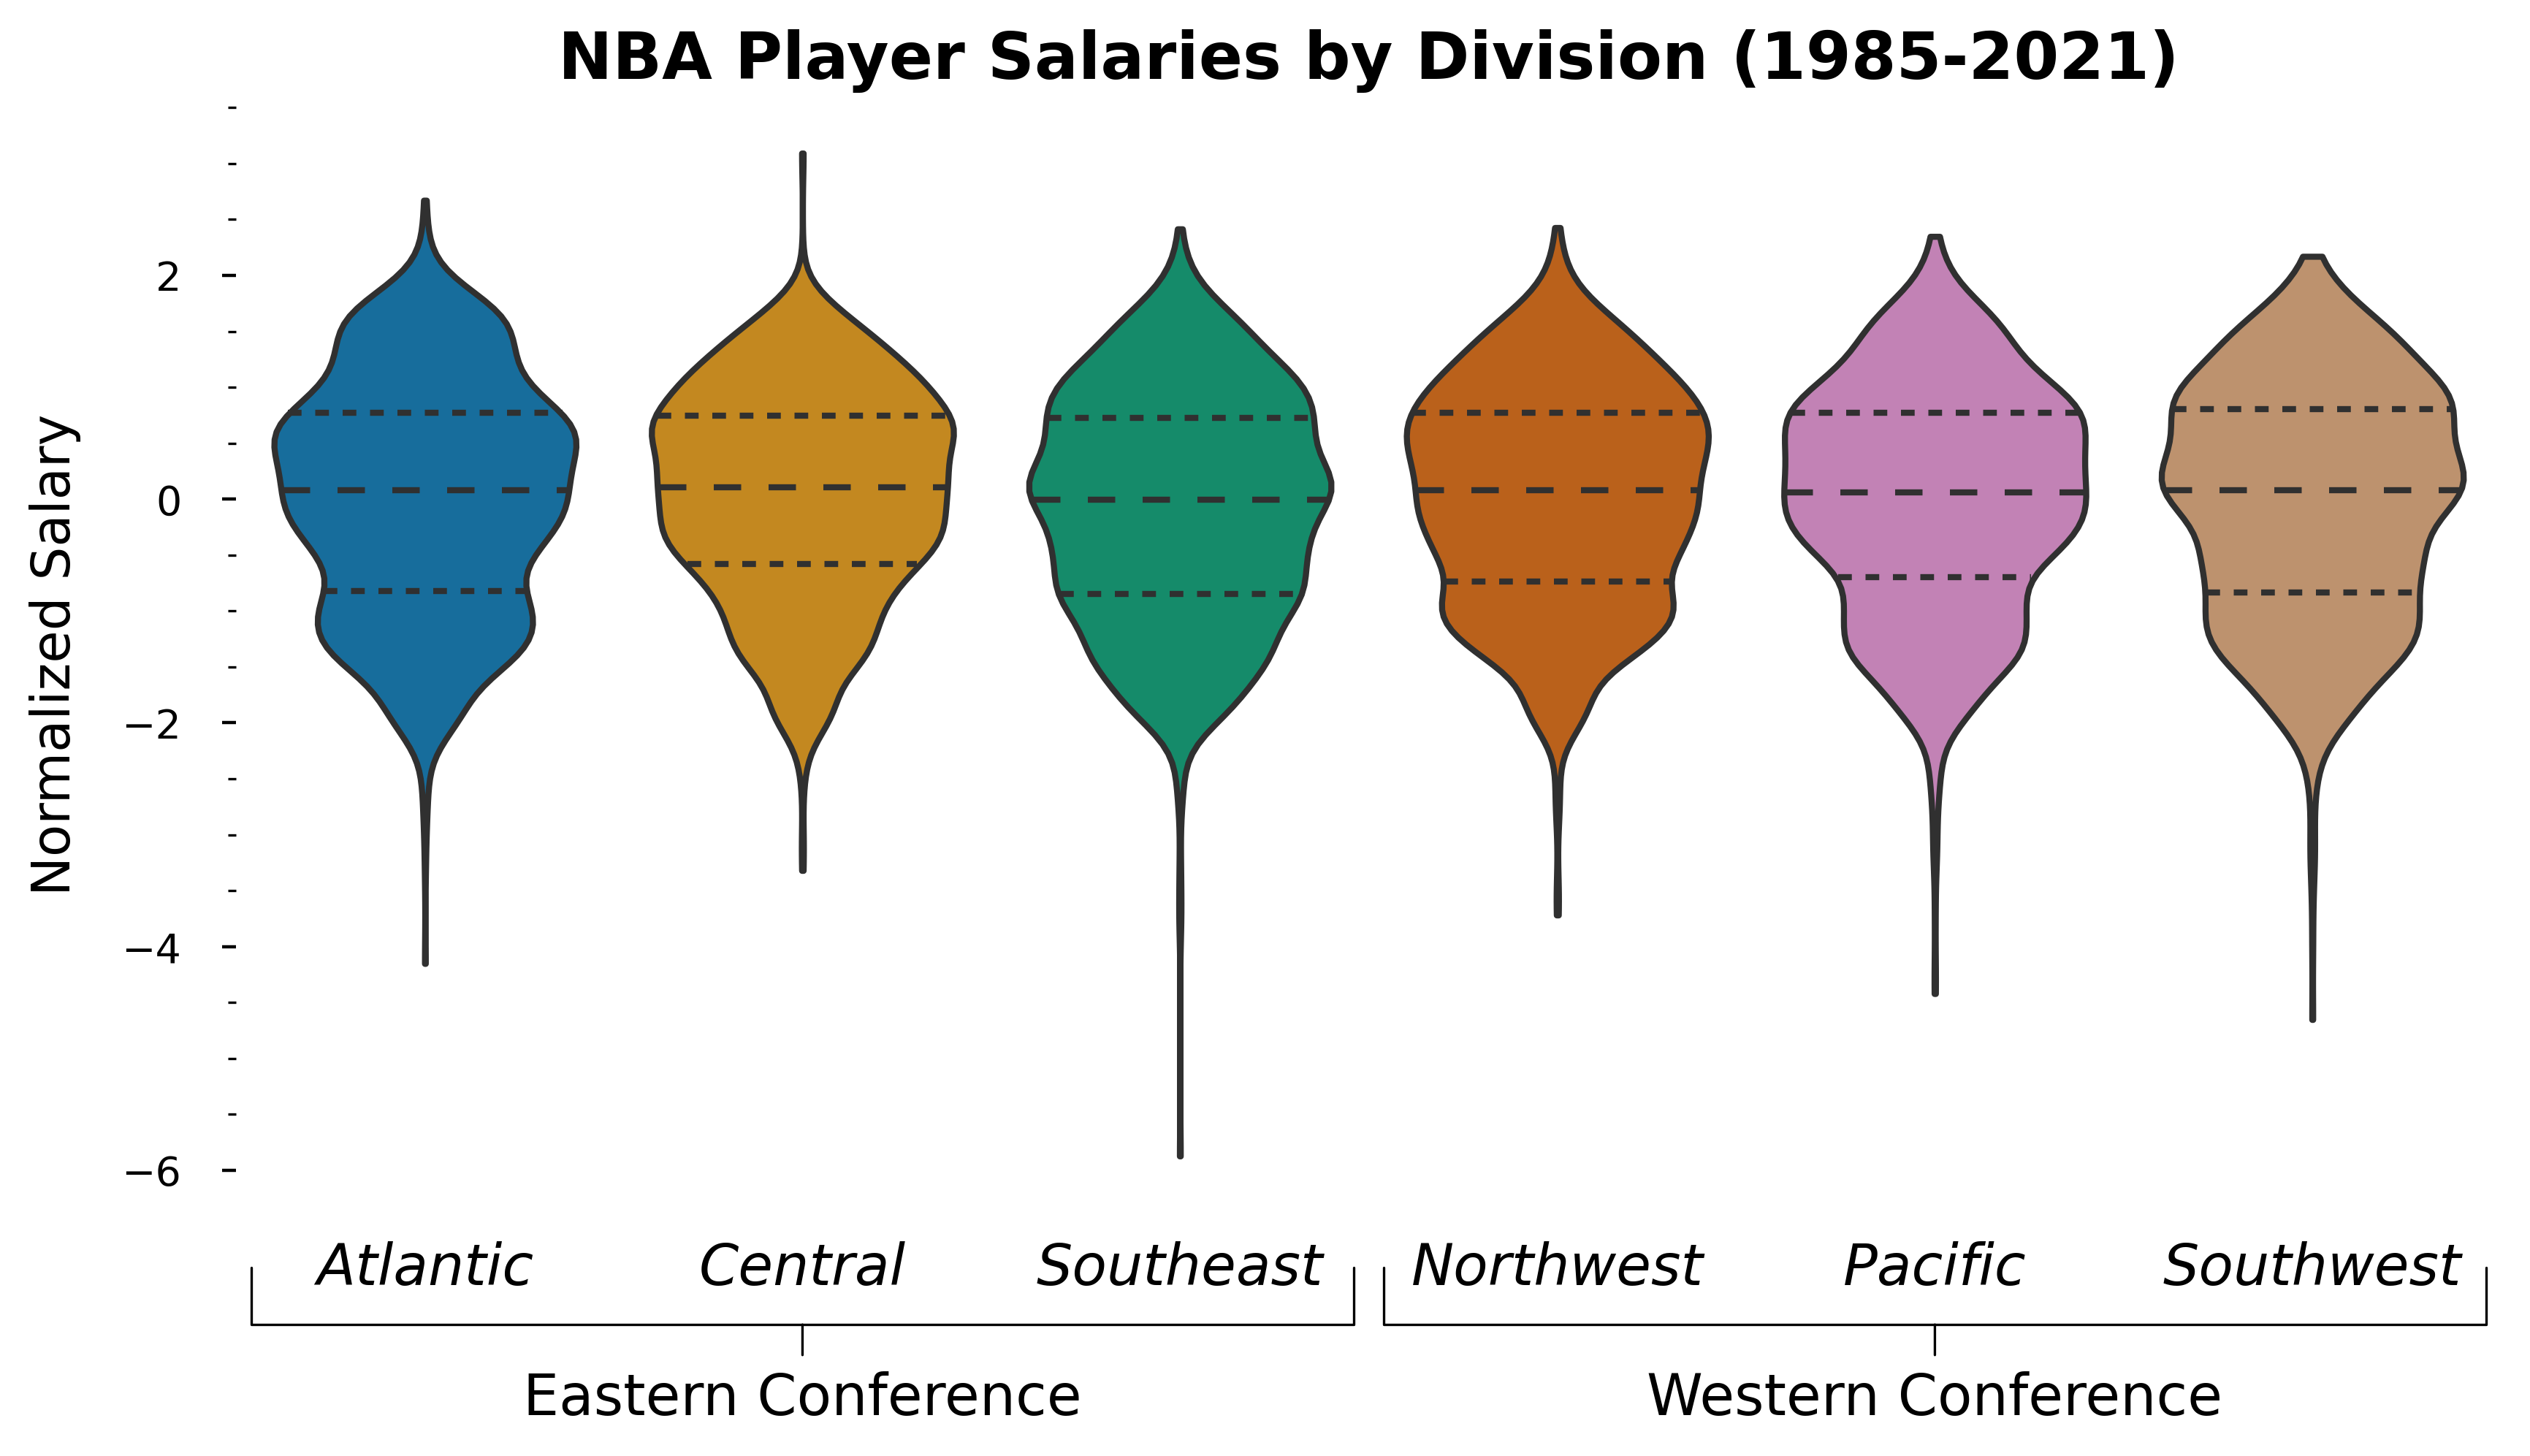 NBA Player Salaries by Division (1985-2021)
Normalized Salary
2
0
−2
−4
−6
Atlantic Central Southeast Northwest Pacific Southwest
Eastern Conference Western Conference